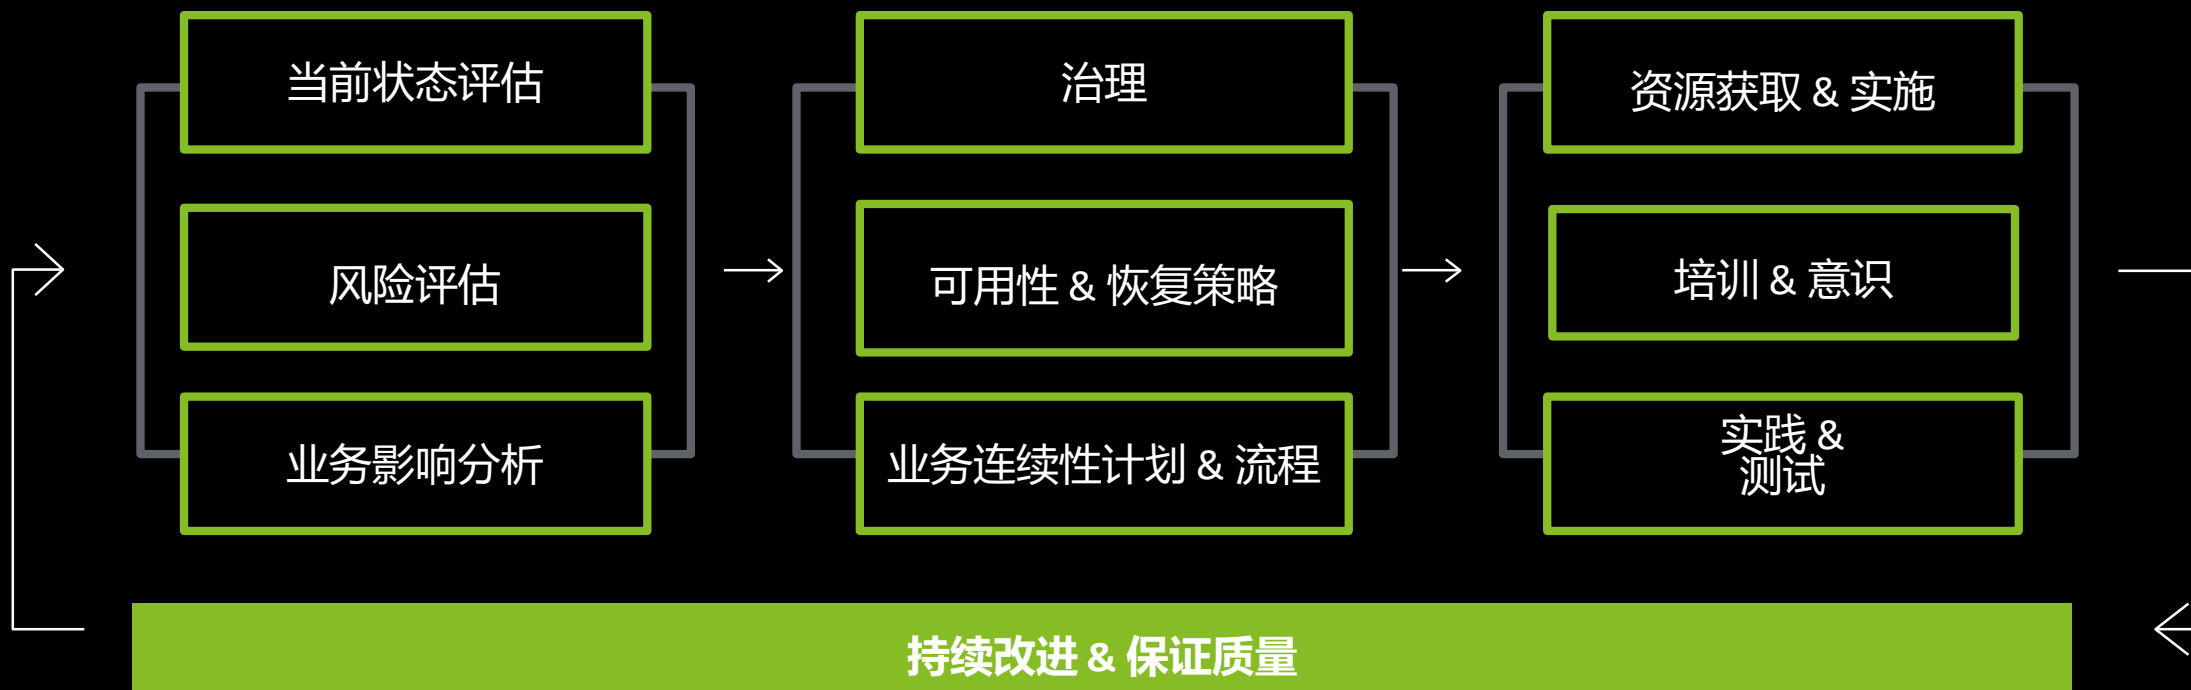 当前状态评估
风险评估
业务影响分析
治理
可用性 & 恢复策略
业务连续性计划 & 流程
资源获取 & 实施
培训 & 意识
实践 &
测试
持续改进 & 保证质量